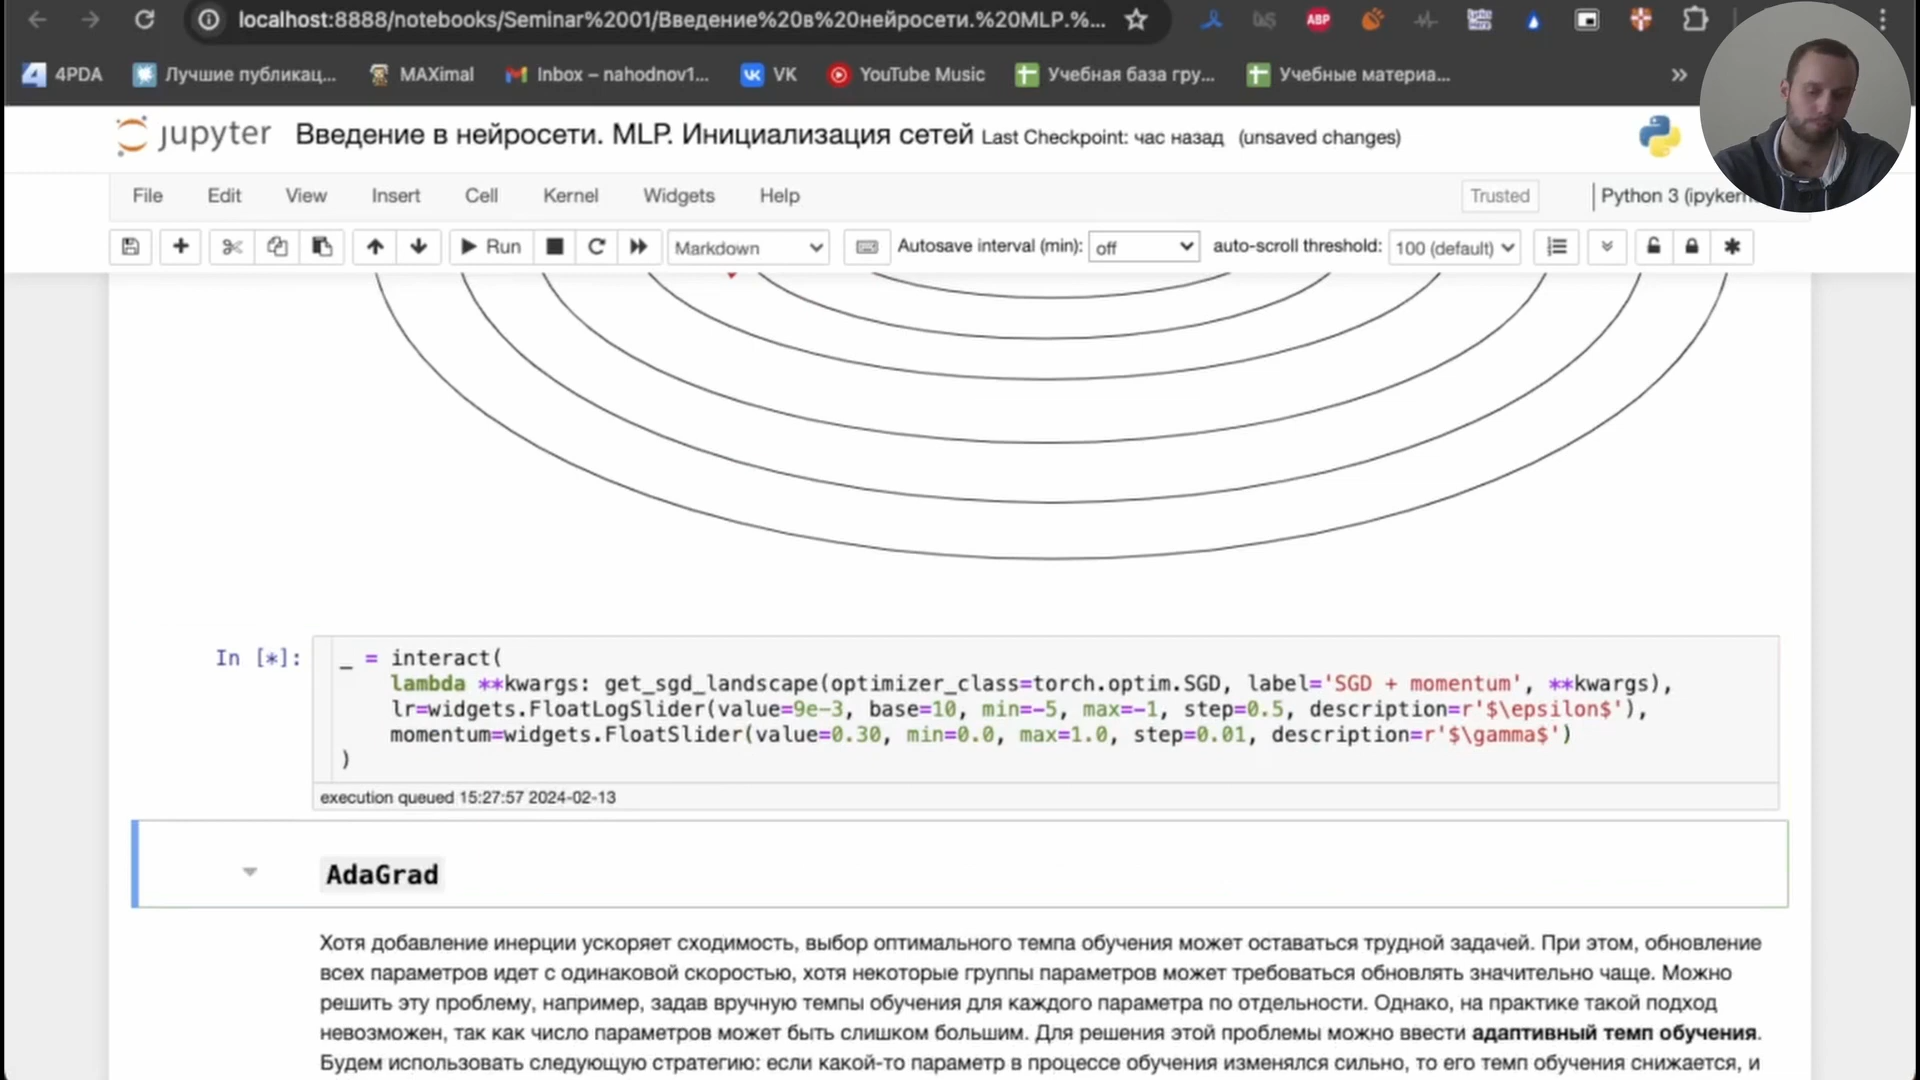 localhost:8888/notebooks/Seminar%2001/Введение%20в%20нейросети.%20MLP.%...
ABP
4PDA
Лучшие публикац...
MAXimal
Inbox – nahodnov1...
VK
YouTube Music
Учебная база гру...
Учебные материа...
»
jupyter Введение в нейросети. MLP. Инициализация сетей Last Checkpoint: час назад (unsaved changes)
File Edit View Insert Cell Kernel Widgets Help
Trusted
Python 3 (ipykern
Run
Markdown
Autosave interval (min): off
auto-scroll threshold: 100 (default)
In [*]:
_ = interact(
lambda **kwargs: get_sgd_landscape(optimizer_class=torch.optim.SGD, label='SGD + momentum', **kwargs),
lr=widgets.FloatLogSlider(value=9e-3, base=10, min=-5, max=-1, step=0.5, description=r'$\epsilon$'),
momentum=widgets.FloatSlider(value=0.30, min=0.0, max=1.0, step=0.01, description=r'$\gamma$')
)
execution queued 15:27:57 2024-02-13
AdaGrad
Хотя добавление инерции ускоряет сходимость, выбор оптимального темпа обучения может оставаться трудной задачей. При этом, обновление
всех параметров идет с одинаковой скоростью, хотя некоторые группы параметров может требоваться обновлять значительно чаще. Можно
решить эту проблему, например, задав вручную темпы обучения для каждого параметра по отдельности. Однако, на практике такой подход
невозможен, так как число параметров может быть слишком большим. Для решения этой проблемы можно ввести адаптивный темп обучения.
Будем использовать следующую стратегию: если какой-то параметр в процессе обучения изменялся сильно, то его темп обучения снижается, и